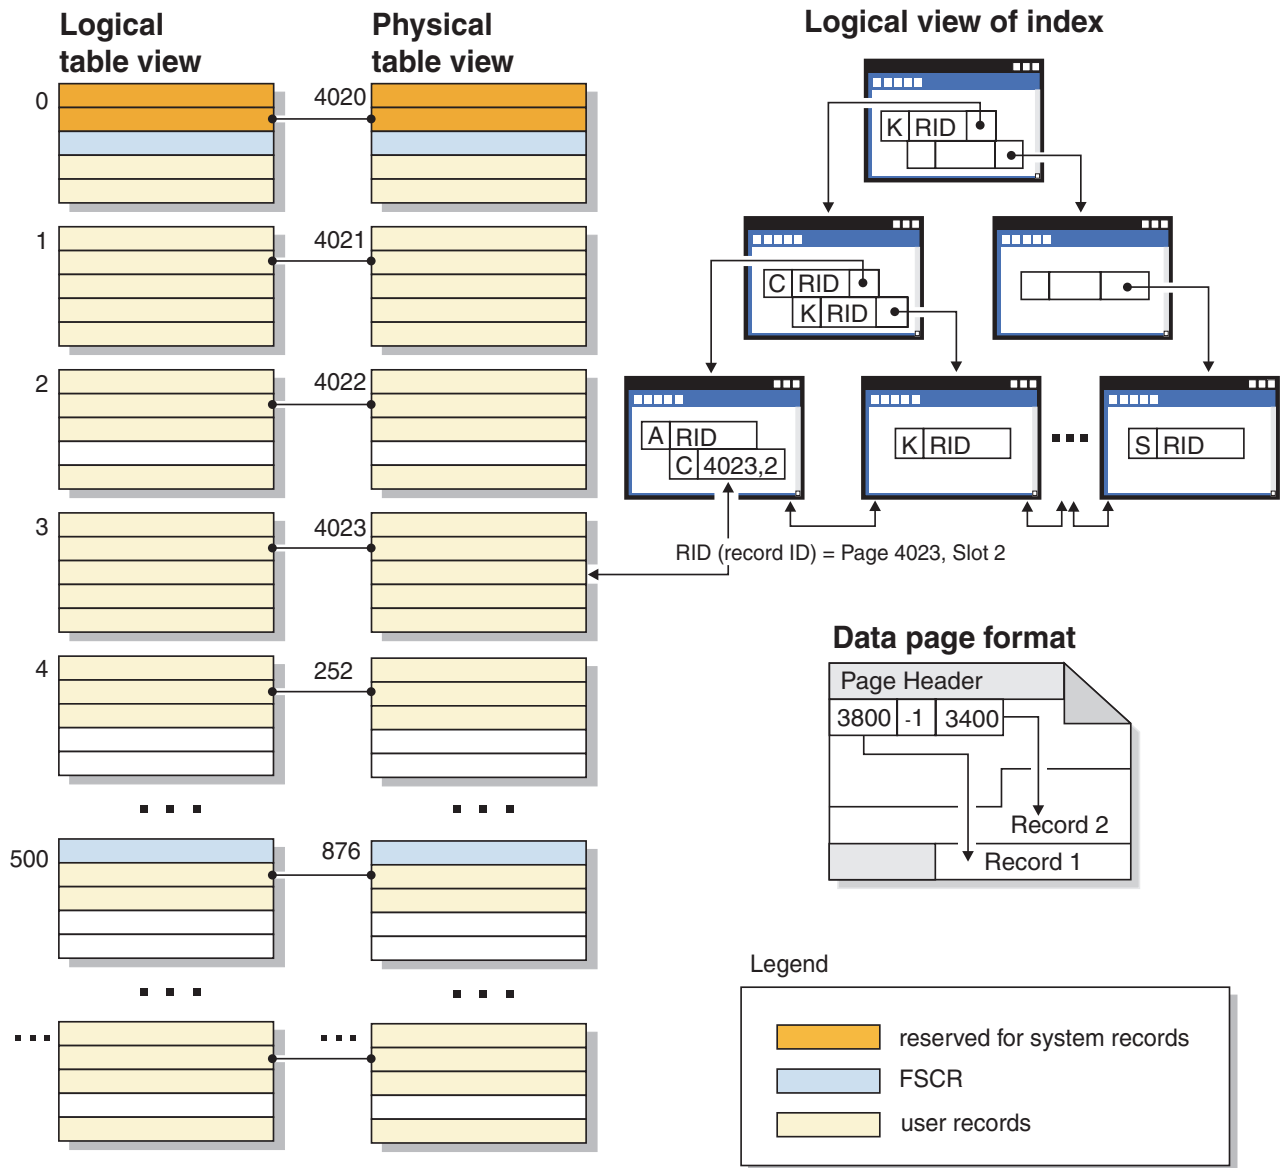 Logical
table view
Physical
table view
0
4020
1
4021
2
4022
3
4023
4
252
500
876
Logical view of index
K RID
C RID
K RID
A RID
C 4023,2
K RID
S RID
RID (record ID) = Page 4023, Slot 2
Data page format
Page Header
3800 -1 3400
Record 2
Record 1
Legend
reserved for system records
FSCR
user records